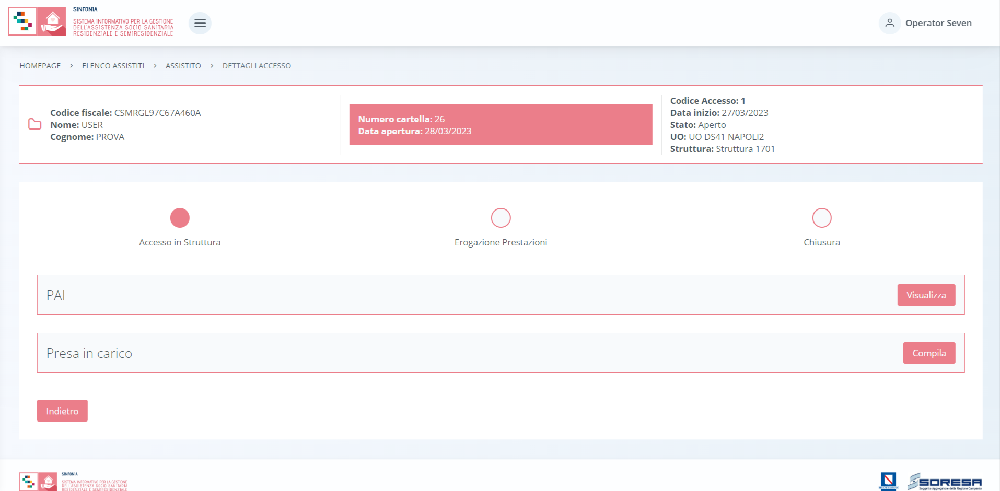 SINFONIA
SISTEMA INFORMATIVO PER LA GESTIONE
DELL'ASSISTENZA SOCIO SANITARIA
RESIDENZIALE E SEMIRESIDENZIALE
Operator Seven
HOMEPAGE > ELENCO ASSISTITI > ASSISTITO > DETTAGLI ACCESSO
Codice fiscale: CSMRGL97C67A460A
Nome: USER
Cognome: PROVA
Numero cartella: 26
Data apertura: 28/03/2023
Codice Accesso: 1
Data inizio: 27/03/2023
Stato: Aperto
UO: UO DS41 NAPOLI2
Struttura: Struttura 1701
Accesso in Struttura
Erogazione Prestazioni
Chiusura
PAI
Visualizza
Presa in carico
Compila
Indietro
SINFONIA
SISTEMA INFORMATIVO PER LA GESTIONE
DELL'ASSISTENZA SOCIO SANITARIA
RESIDENZIALE E SEMIRESIDENZIALE
REGIONE CAMPANIA
SORESA
Soggetto Aggregatore della Regione Campania